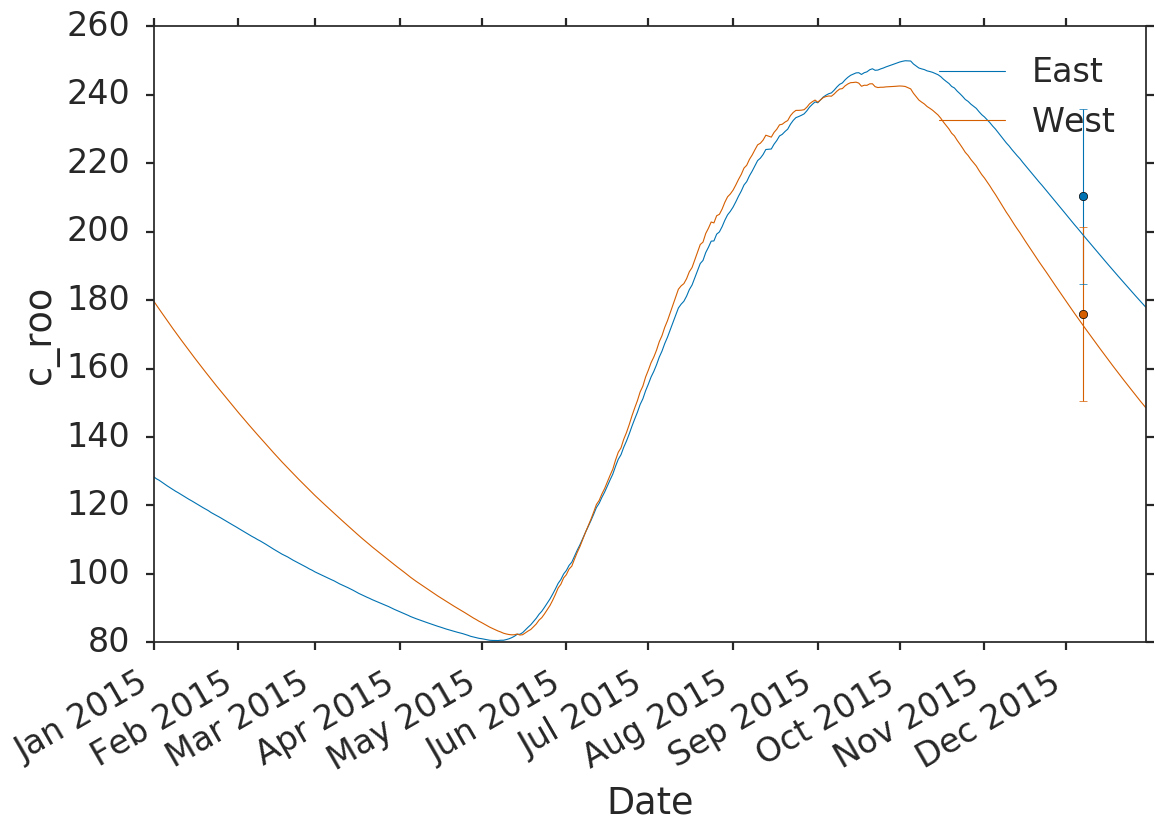 260
240
220
200
180
160
140
120
100
80
c_roo
East
West
Jan 2015
Feb 2015
Mar 2015
Apr 2015
May 2015
Jun 2015
Jul 2015
Aug 2015
Sep 2015
Oct 2015
Nov 2015
Dec 2015
Date